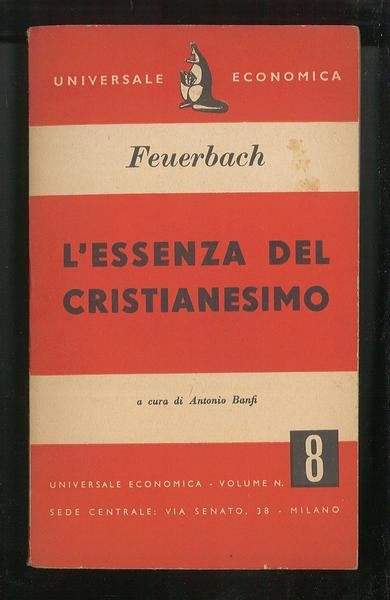 UNIVERSALE ECONOMICA
Feuerbach
L'ESSENZA DEL
CRISTIANESIMO
a cura di Antonio Banfi
UNIVERSALE ECONOMICA - VOLUME N. 8
SEDE CENTRALE: VIA SENATO, 38 - MILANO